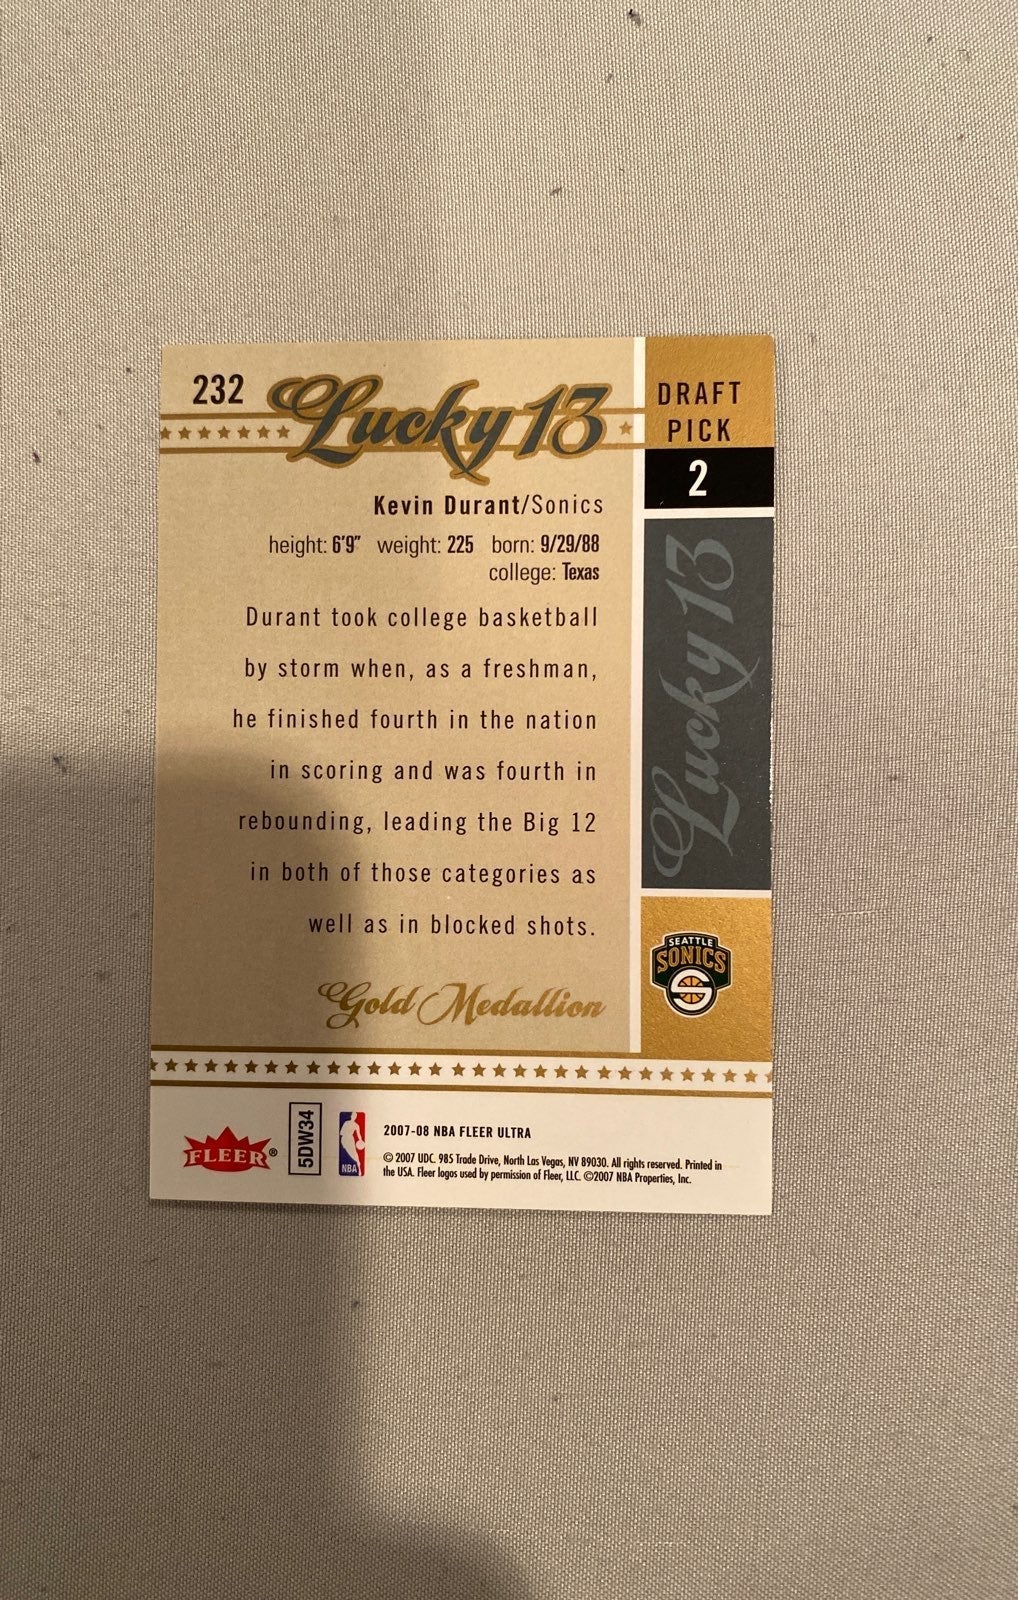 232
Lucky 13
DRAFT
PICK
2
Kevin Durant/Sonics
height: 6'9" weight: 225 born: 9/29/88
college: Texas
Durant took college basketball
by storm when, as a freshman,
he finished fourth in the nation
in scoring and was fourth in
rebounding, leading the Big 12
in both of those categories as
well as in blocked shots.
Lucky 13
SEATTLE
SONICS
Gold Medallion
FLEER®
5DW34
NBA
2007-08 NBA FLEER ULTRA
© 2007 UDC. 985 Trade Drive, North Las Vegas, NV 89030. All rights reserved. Printed in
the USA. Fleer logos used by permission of Fleer, LLC. ©2007 NBA Properties, Inc.